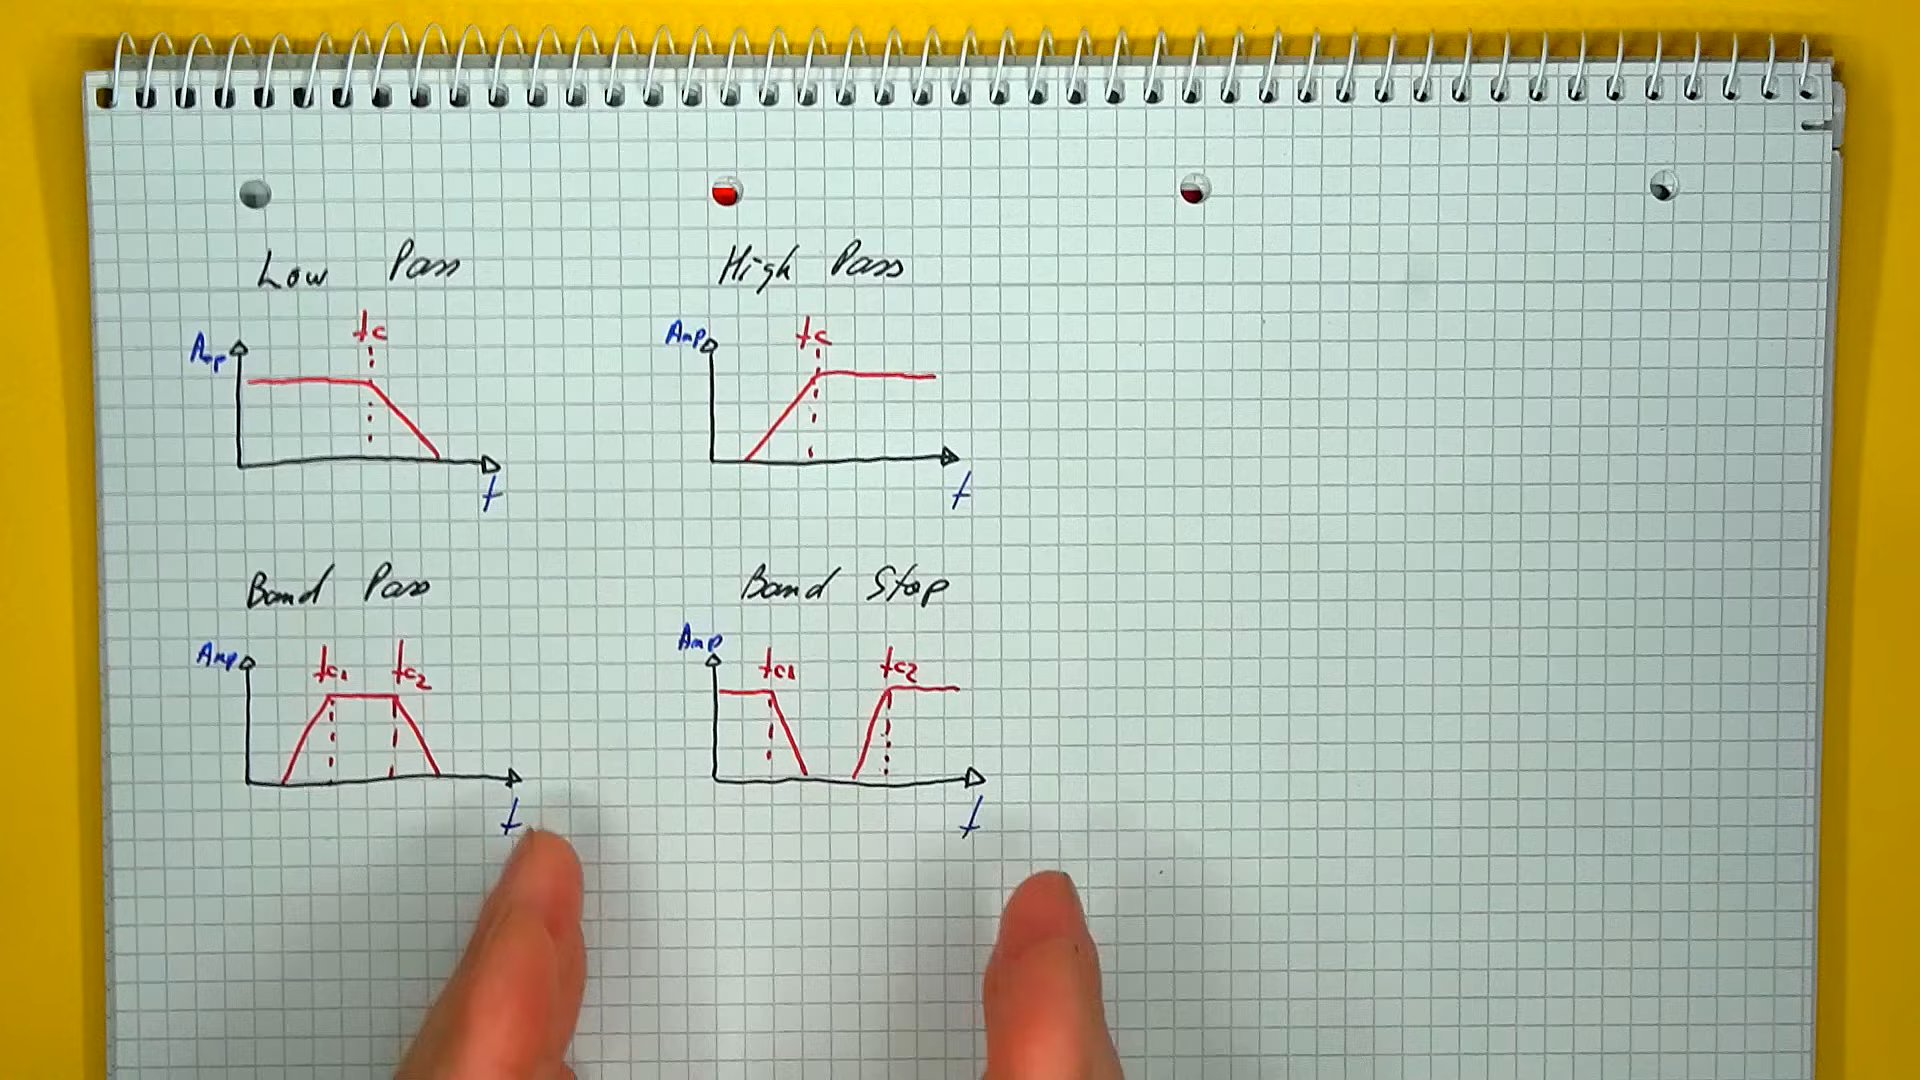 Low Pass
High Pass
Amp
fc
f
Amp
fc
f
Band Pass
Band Stop
Amp
fc1
fc2
f
Amp
fc1
fc2
f